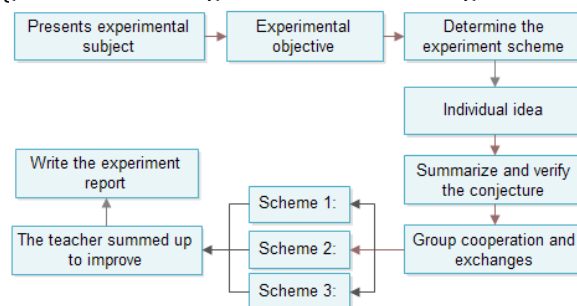 Presents experimental
subject
Experimental
objective
Determine the
experiment scheme
Individual idea
Summarize and verify
the conjecture
Group cooperation and
exchanges
Scheme 1:
Scheme 2:
Scheme 3:
The teacher summed up
to improve
Write the experiment
report